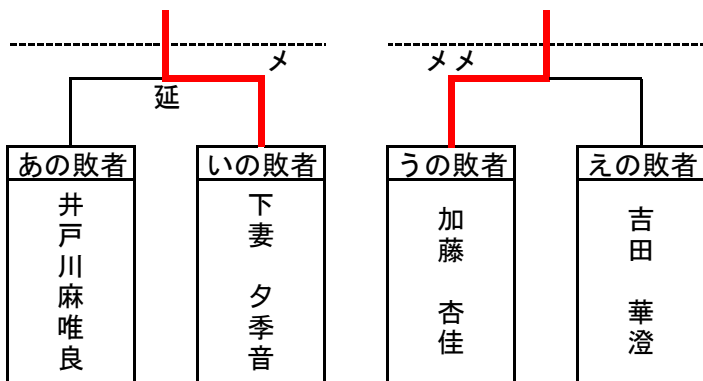 メ
メメ
延
あの敗者
いの敗者
うの敗者
えの敗者
井戸川麻唯良
下妻 夕季音
加藤 杏佳
吉田 華澄